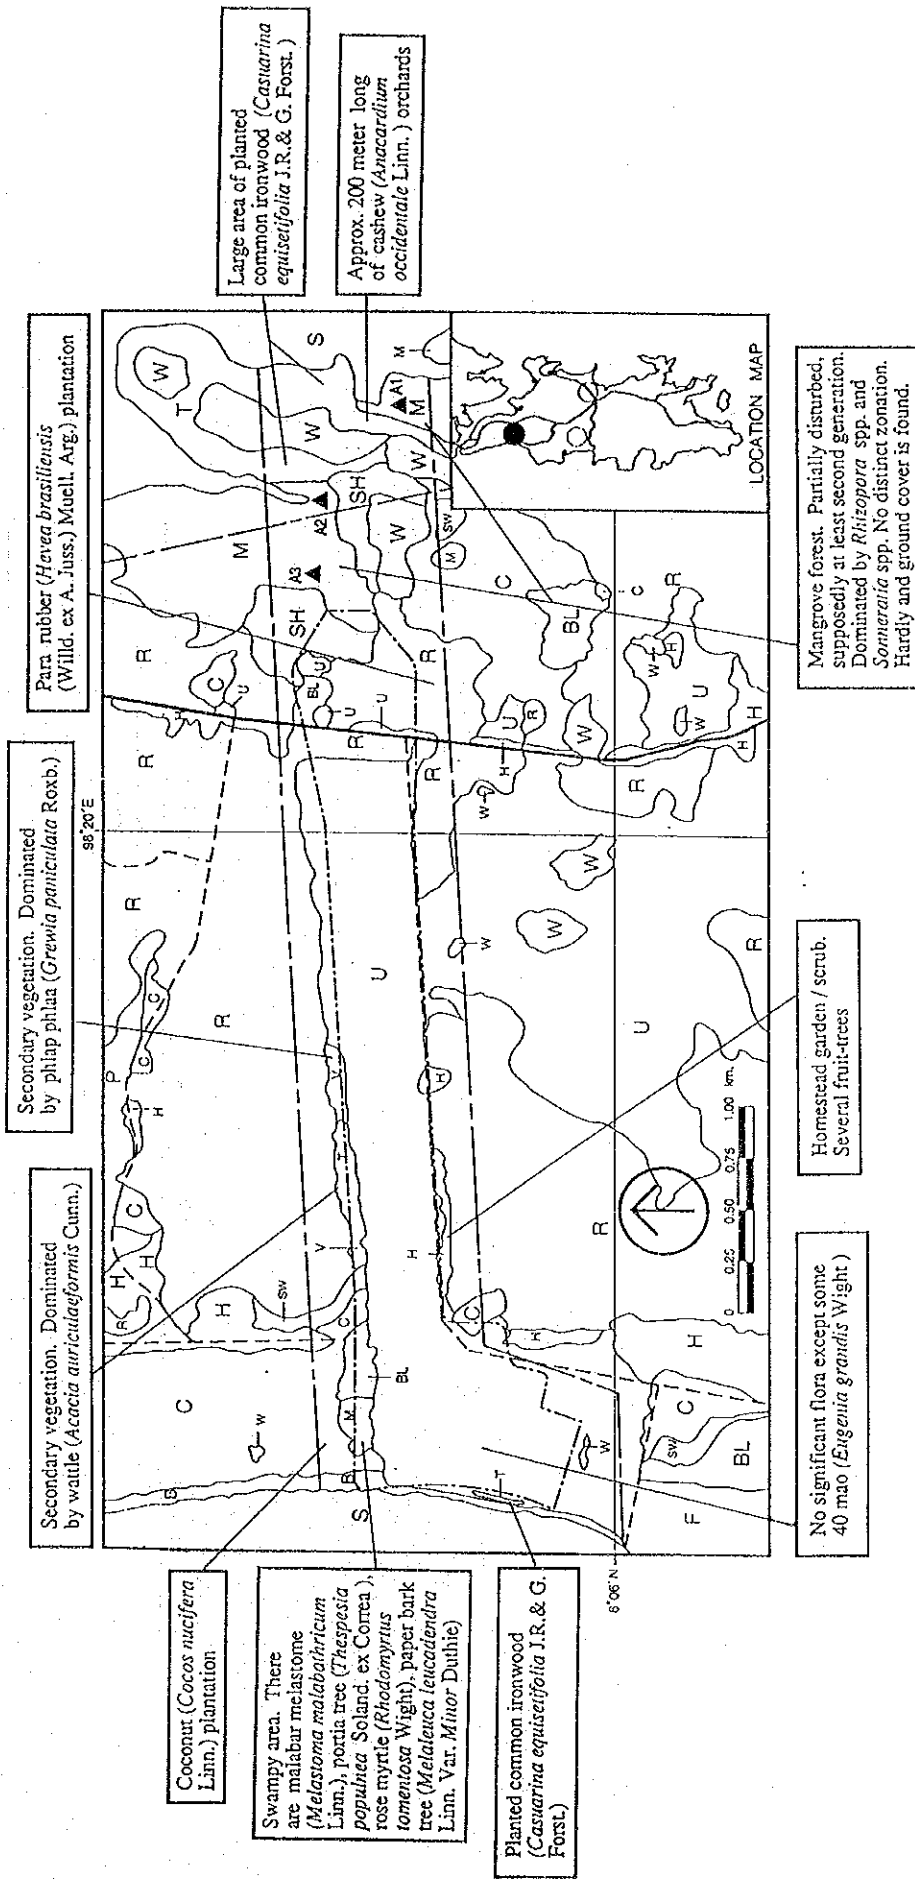 Coconut (Cocos nucifera
Linn.) plantation
Swampy area. There
are malabar melastome
(Melastoma malabathricum
Linn.), portia tree (Thespesia
populnea Soland. ex Correa ),
rose myrtle (Rhodomyrtus
tomentosa Wight), paper bark
tree (Melaleuca leucadendra
Linn. Var. Minor Duthie)
Planted common ironwood
(Casuarina equisetifolia J.R.& G.
Forst.)
Secondary vegetation. Dominated
by wattle (Acacia auriculaeformis Cunn.)
Secondary vegetation. Dominated
by phlap phlaa (Grewia paniculata Roxb.)
Para rubber (Hevea brasiliensis
(Willd. ex A. Juss.) Muell. Arg.) plantation
Large area of planted
common ironwood (Casuarina
equisetifolia J.R.& G. Forst. )
Approx. 200 meter long
of cashew (Anacardium
occidentale Linn. ) orchards
98°20'E
8°06'N
B
C
W
S
B
M
C
BL
T
W
F
BL
SW
C
H
R
H
H
C
H
SW
V
T
V
H
H
C
H
R
P
C
C
R
R
R
U
U
W
W
W
R
R
H
C
U
R
M
SH
BL
U
U
U
R
R
H
U
R
W
W
R
U
W
W
H
H
H
R
T
W
W
S
M
M
A1
A2
A3
SH
W
W
SW
M
C
C
BL
R
0 0.25 0.50 0.75 1.00 km.
LOCATION MAP
No significant flora except some
40 mao (Eugenia grandis Wight )
Homestead garden / scrub.
Several fruit-trees
Mangrove forest. Partially disturbed,
supposedly at least second generation.
Dominated by Rhizopora spp. and
Sonneratia spp. No distinct zonation.
Hardly and ground cover is found.